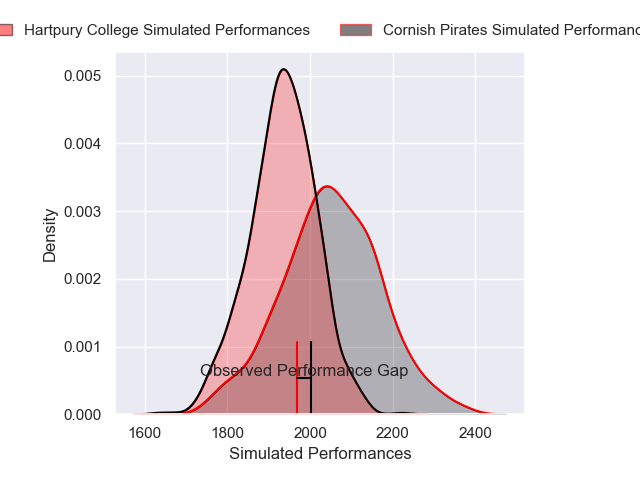 Hartpury College Simulated Performances
Cornish Pirates Simulated
0.005
0.004
0.003
0.002
0.001
0.000
Density
Observed Performance Gap
1600 1800 2000 2200 2400
Simulated Performances